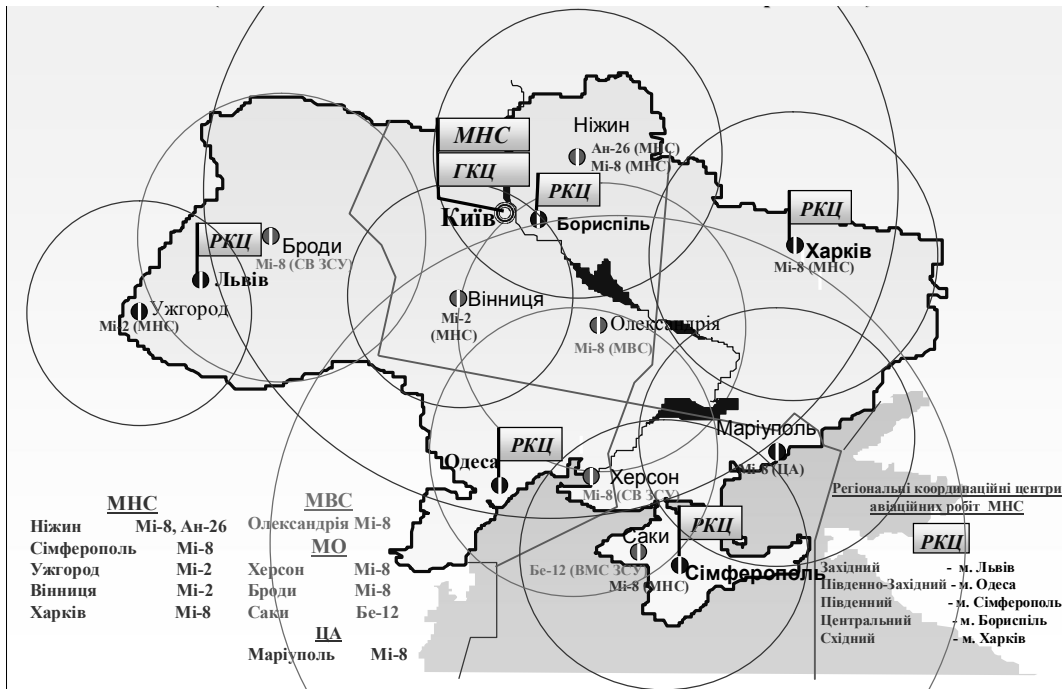 МНС
ГКЦ
Київ
Ніжин
Ан-26 (МНС)
Мі-8 (МНС)
РКЦ
Бориспіль
РКЦ
Харків
Мі-8 (МНС)
РКЦ
Львів
Броди
Мі-8 (СВ ЗСУ)
Ужгород
Мі-2 (МНС)
Вінниця
Мі-2
(МНС)
Олександрія
Мі-8 (МВС)
Маріуполь
Мі-8 (ЦА)
РКЦ
Одеса
Херсон
Мі-8 (СВ ЗСУ)
РКЦ
Саки
Бе-12 (ВМС ЗСУ)
Сімферополь
Мі-8 (МНС)
МНС
Ніжин Мі-8, Ан-26
Сімферополь Мі-8
Ужгород Мі-2
Вінниця Мі-2
Харків Мі-8
МВС
Олександрія Мі-8
МО
Херсон Мі-8
Броди Мі-8
Саки Бе-12
ЦА
Маріуполь Мі-8
Регіональні координаційні центри
авіаційних робіт МНС
РКЦ
Західний - м. Львів
Південно-Західний - м. Одеса
Південний - м. Сімферополь
Центральний - м. Бориспіль
Східний - м. Харків